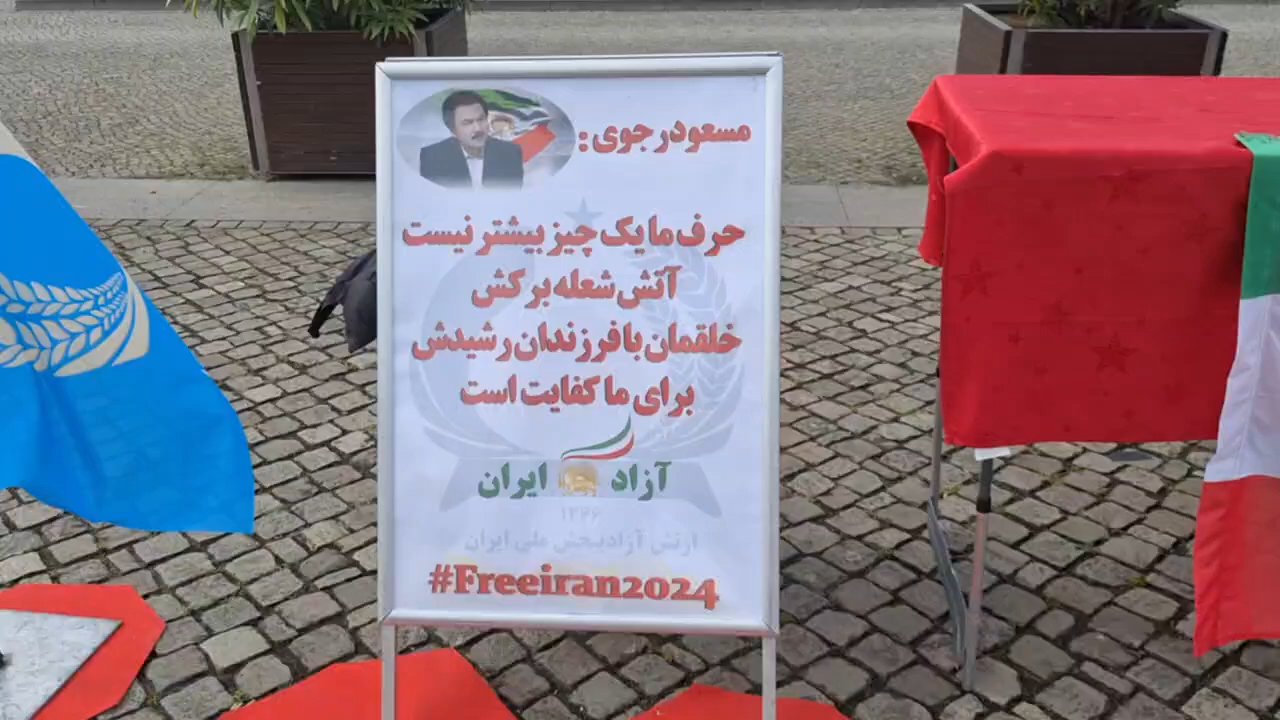 مسعود رجوی:
حرف ما یک چیز بیشتر نیست
آتش شعله بر کش
خلقمان با فرزندان رشیدش
برای ما کفایت است
آزاد ایران
۱۳۶۶
ارتش آزادیبخش ملی ایران
#Freeiran2024